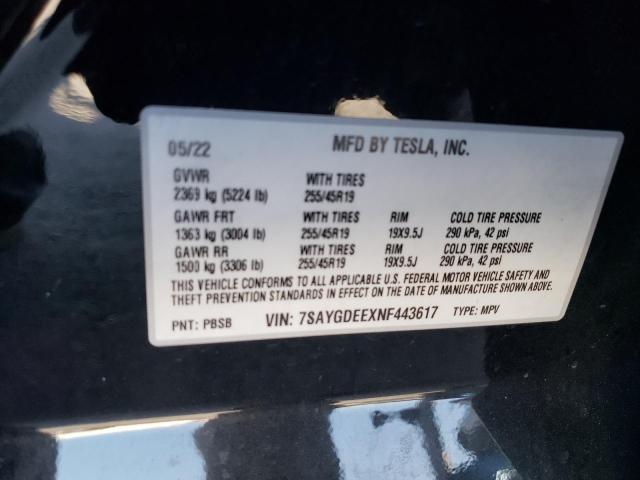 05/22 MFD BY TESLA, INC.
GVWR WITH TIRES
2369 kg (5224 lb) 255/45R19
GAWR FRT WITH TIRES RIM COLD TIRE PRESSURE
1363 kg (3004 lb) 255/45R19 19X9.5J 290 kPa, 42 psi
GAWR RR WITH TIRES RIM COLD TIRE PRESSURE
1500 kg (3306 lb) 255/45R19 19X9.5J 290 kPa, 42 psi
THIS VEHICLE CONFORMS TO ALL APPLICABLE U.S. FEDERAL MOTOR VEHICLE SAFETY AND
THEFT PREVENTION STANDARDS IN EFFECT ON THE DATE OF MANUFACTURE SHOWN ABOVE.
PNT: PBSB VIN: 7SAYGDEEXNF443617 TYPE: MPV